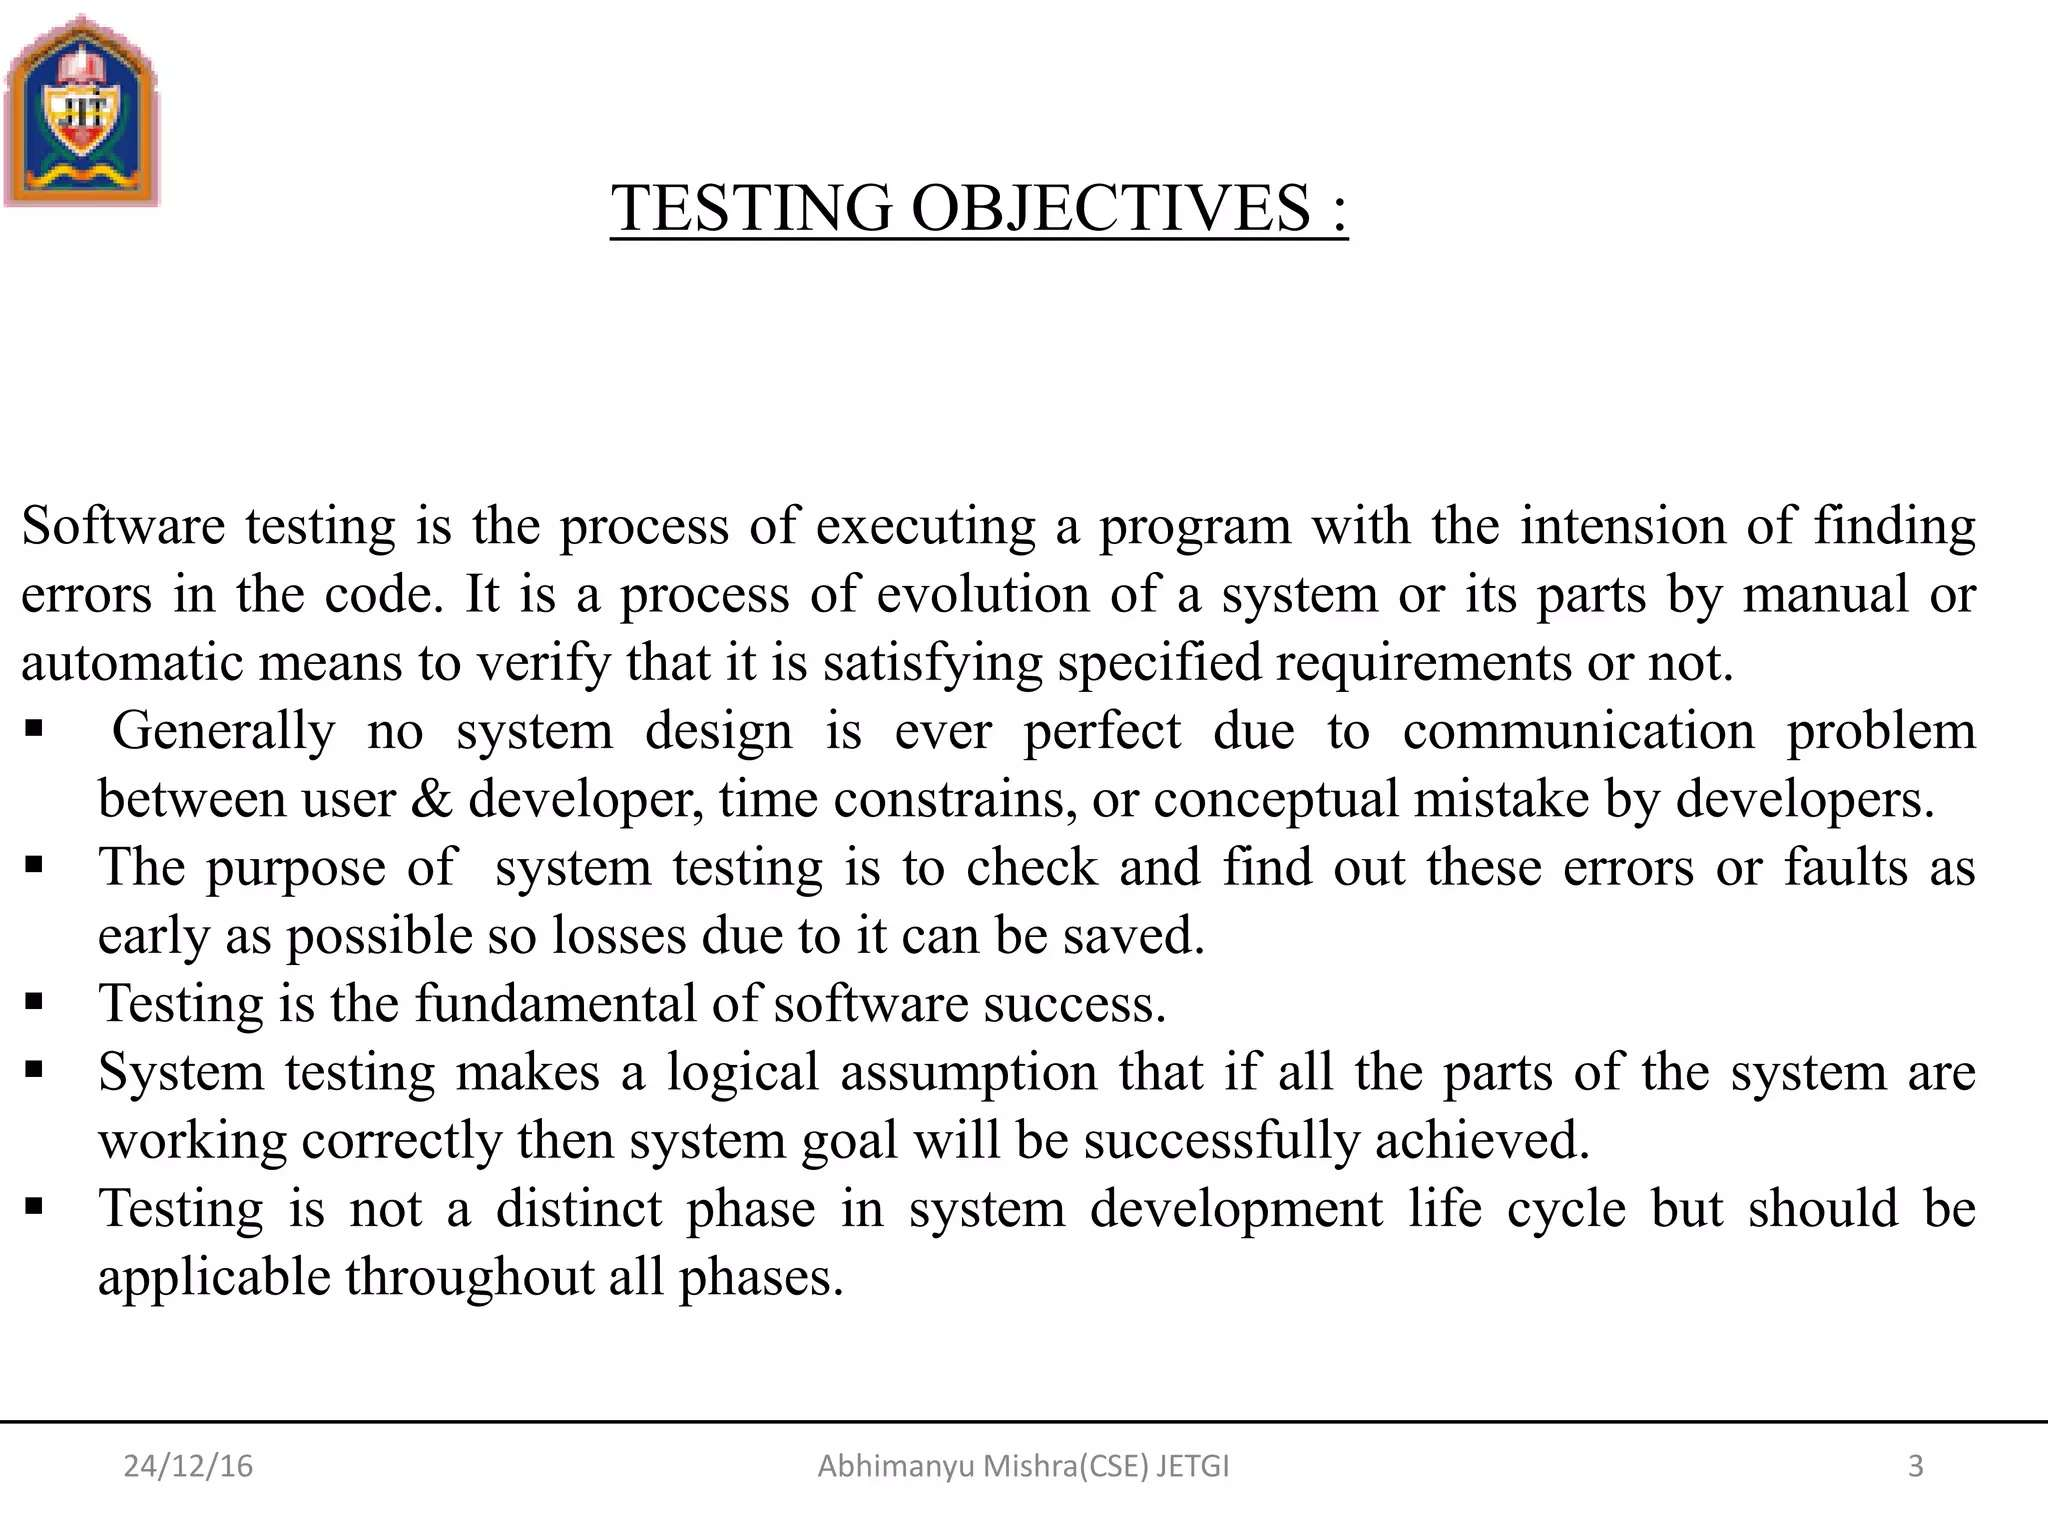 JIT
TESTING OBJECTIVES :
Software testing is the process of executing a program with the intension of finding
errors in the code. It is a process of evolution of a system or its parts by manual or
automatic means to verify that it is satisfying specified requirements or not.
▪ Generally no system design is ever perfect due to communication problem
between user & developer, time constrains, or conceptual mistake by developers.
▪ The purpose of system testing is to check and find out these errors or faults as
early as possible so losses due to it can be saved.
▪ Testing is the fundamental of software success.
▪ System testing makes a logical assumption that if all the parts of the system are
working correctly then system goal will be successfully achieved.
▪ Testing is not a distinct phase in system development life cycle but should be
applicable throughout all phases.
24/12/16 Abhimanyu Mishra(CSE) JETGI 3